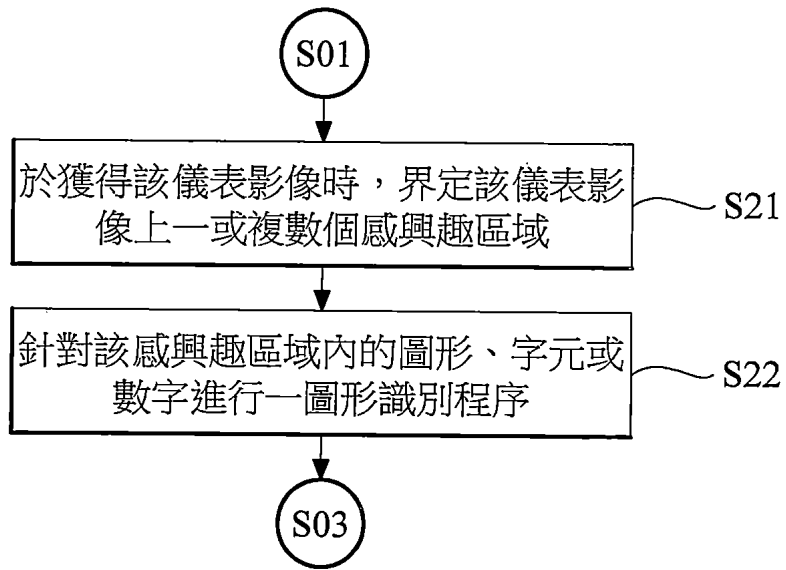 S01
於獲得該儀表影像時，界定該儀表影
像上一或複數個感興趣區域
S21
針對該感興趣區域內的圖形、字元或
數字進行一圖形識別程序
S22
S03